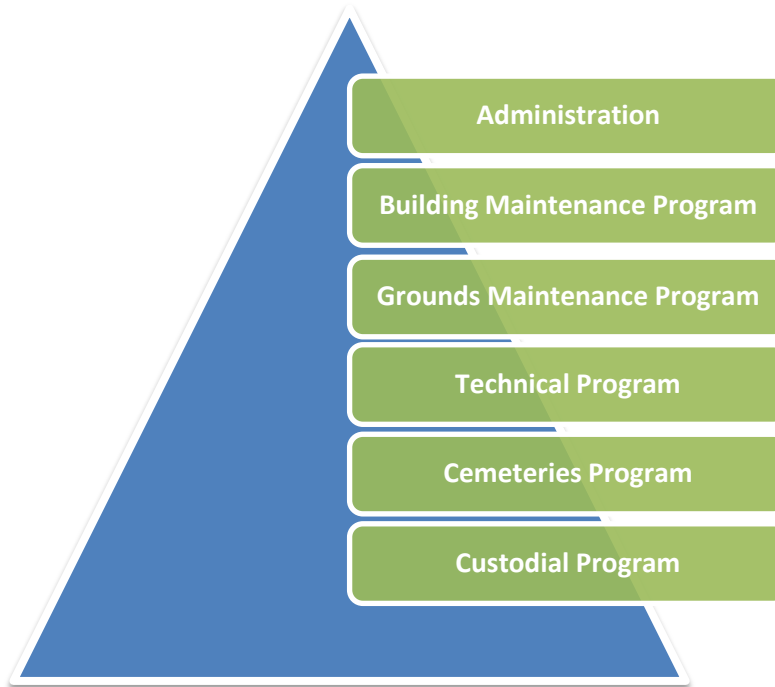 Administration
Building Maintenance Program
Grounds Maintenance Program
Technical Program
Cemeteries Program
Custodial Program